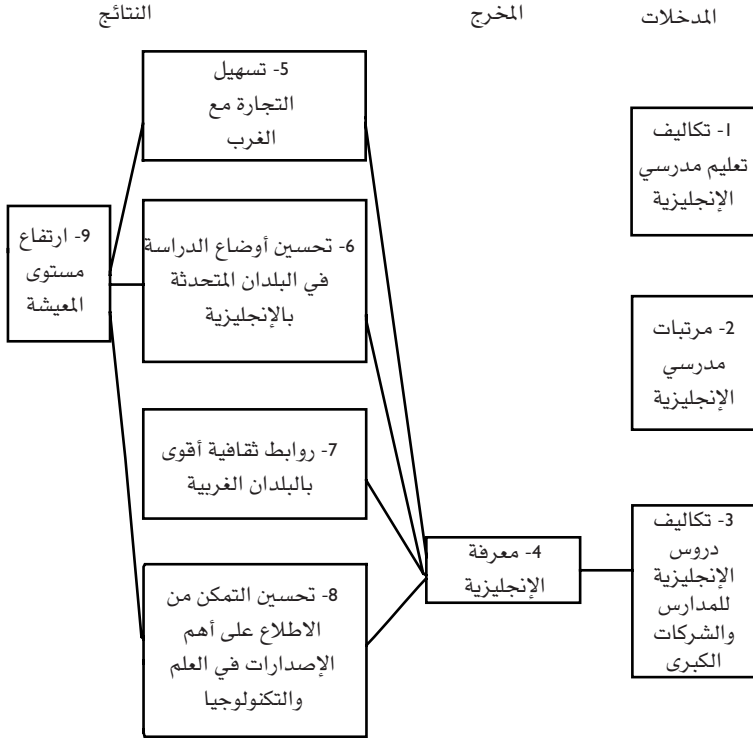 المدخلات
المخرج
النتائج
1- تكاليف
تعليم مدرسي
الإنجليزية
2- مرتبات
مدرسي
الإنجليزية
3- تكاليف
دروس
الإنجليزية
للمدارس
والشركات
الكبرى
4- معرفة
الإنجليزية
5- تسهيل
التجارة مع
الغرب
6- تحسين أوضاع الدراسة
في البلدان المتحدثة
بالإنجليزية
7- روابط ثقافية أقوى
بالبلدان الغربية
8- تحسين التمكن من
الاطلاع على أهم
الإصدارات في العلم
والتكنولوجيا
9- ارتفاع
مستوى
المعيشة